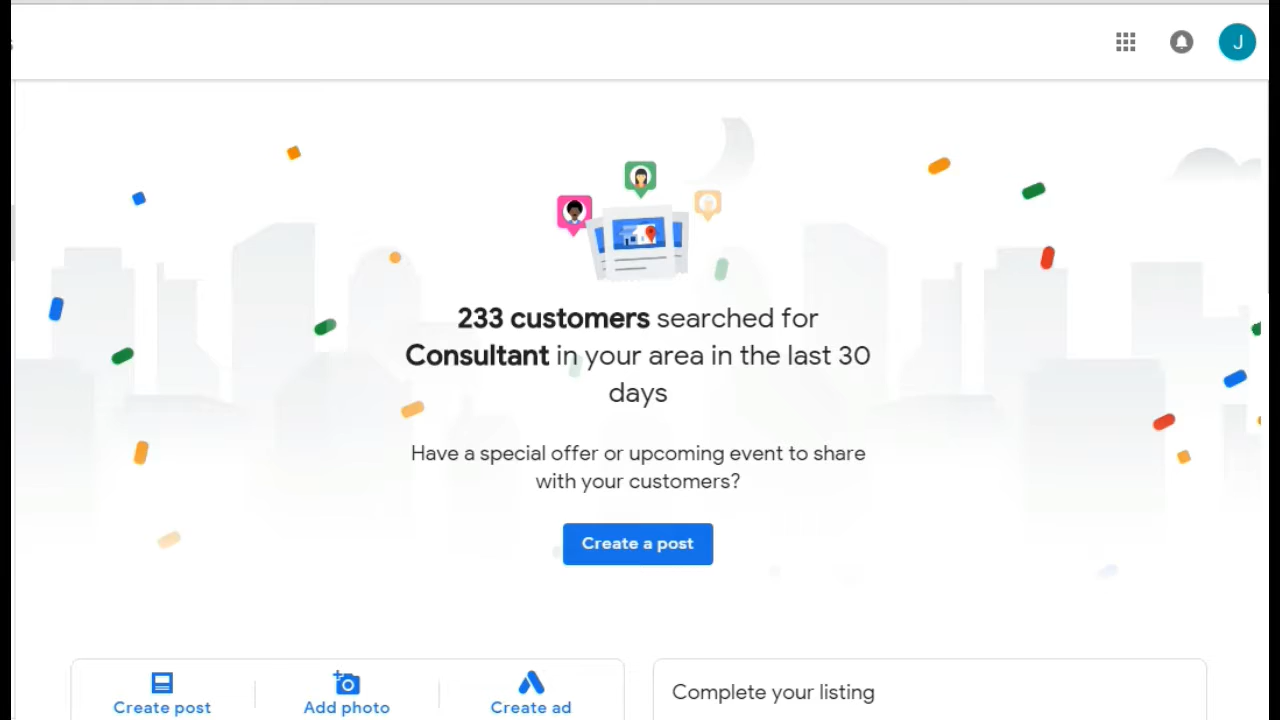 J
233 customers searched for
Consultant in your area in the last 30
days
Have a special offer or upcoming event to share
with your customers?
Create a post
Create post
Add photo
Create ad
Complete your listing